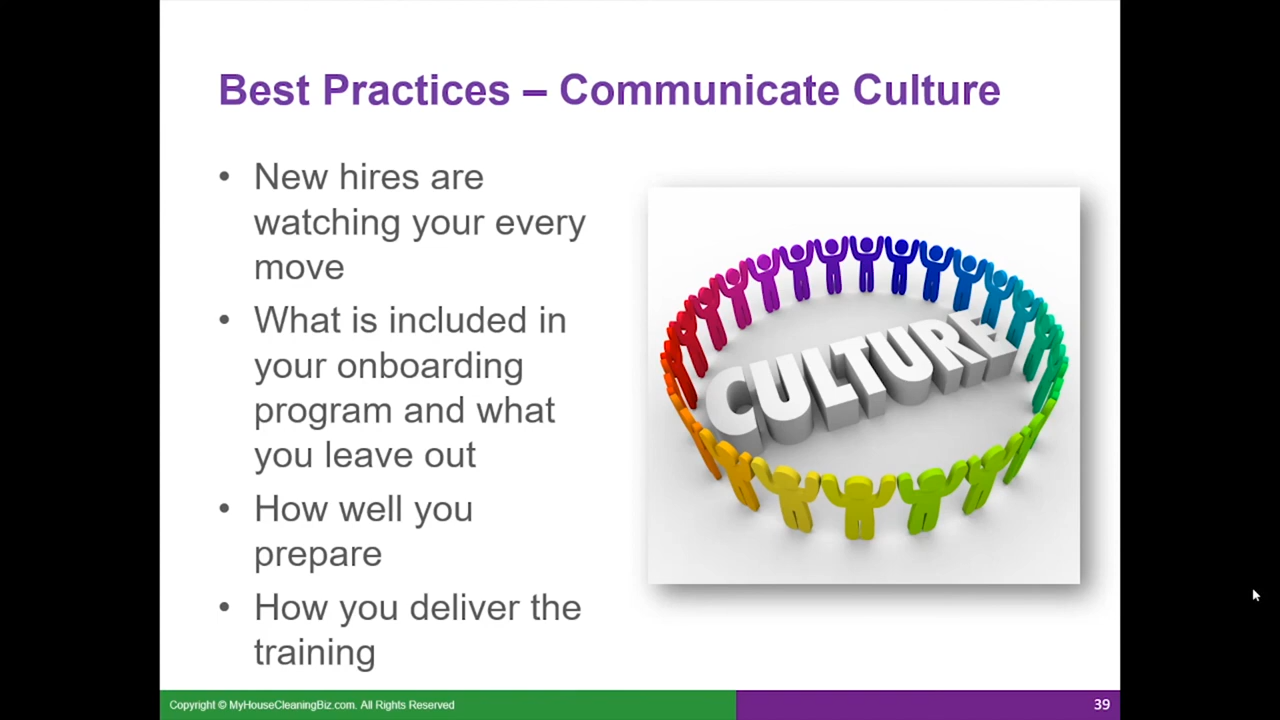 Best Practices – Communicate Culture
• New hires are
watching your every
move
• What is included in
your onboarding
program and what
you leave out
• How well you
prepare
• How you deliver the
training
CULTURE
Copyright © MyHouseCleaningBiz.com. All Rights Reserved
39